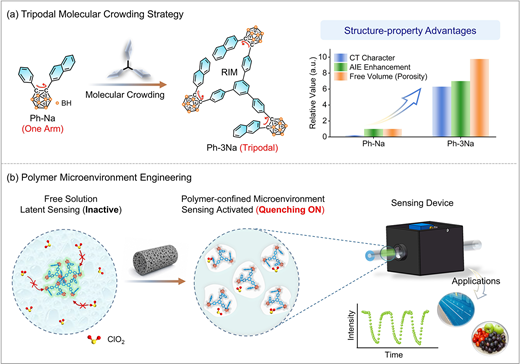 (a) Tripodal Molecular Crowding Strategy
Ph-Na
(One Arm)
BH
Molecular Crowding
RIM
Ph-3Na (Tripodal)
Structure-property Advantages
Relative Value (a.u.)
10
8
6
4
2
0
CT Character
AIE Enhancement
Free Volume (Porosity)
Ph-Na
Ph-3Na
(b) Polymer Microenvironment Engineering
Free Solution
Latent Sensing (Inactive)
ClO2
Polymer-confined Microenvironment
Sensing Activated (Quenching ON)
Sensing Device
Applications
Intensity
Time